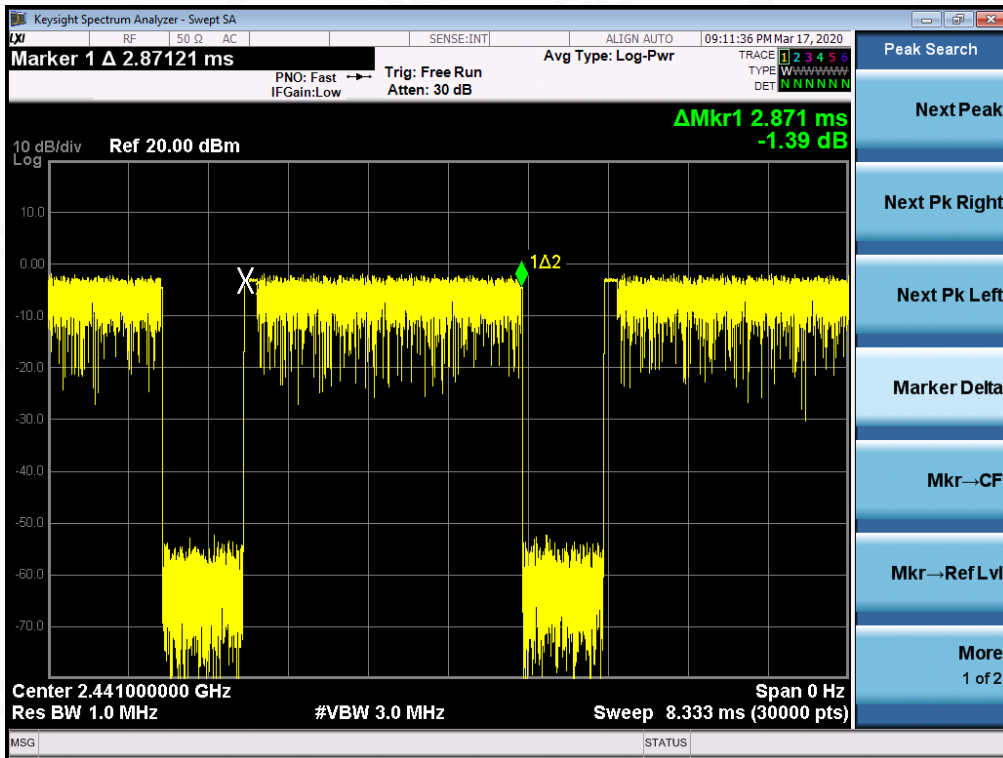 Keysight Spectrum Analyzer - Swept SA
LXI RF 50 Ω AC SENSE:INT ALIGN AUTO 09:11:36 PM Mar 17, 2020
Marker 1 Δ 2.87121 ms
PNO: Fast
IFGain:Low
Trig: Free Run
Atten: 30 dB
Avg Type: Log-Pwr
TRACE 1 2 3 4 5 6
TYPE WWWWWW
DET N N N N N N
ΔMkr1 2.871 ms
-1.39 dB
10 dB/div Ref 20.00 dBm
Log
10.0
0.00
-10.0
-20.0
-30.0
-40.0
-50.0
-60.0
-70.0
X
1Δ2
Center 2.441000000 GHz Span 0 Hz
Res BW 1.0 MHz #VBW 3.0 MHz Sweep 8.333 ms (30000 pts)
MSG STATUS
Peak Search
Next Peak
Next Pk Right
Next Pk Left
Marker Delta
Mkr→CF
Mkr→Ref Lvl
More
1 of 2